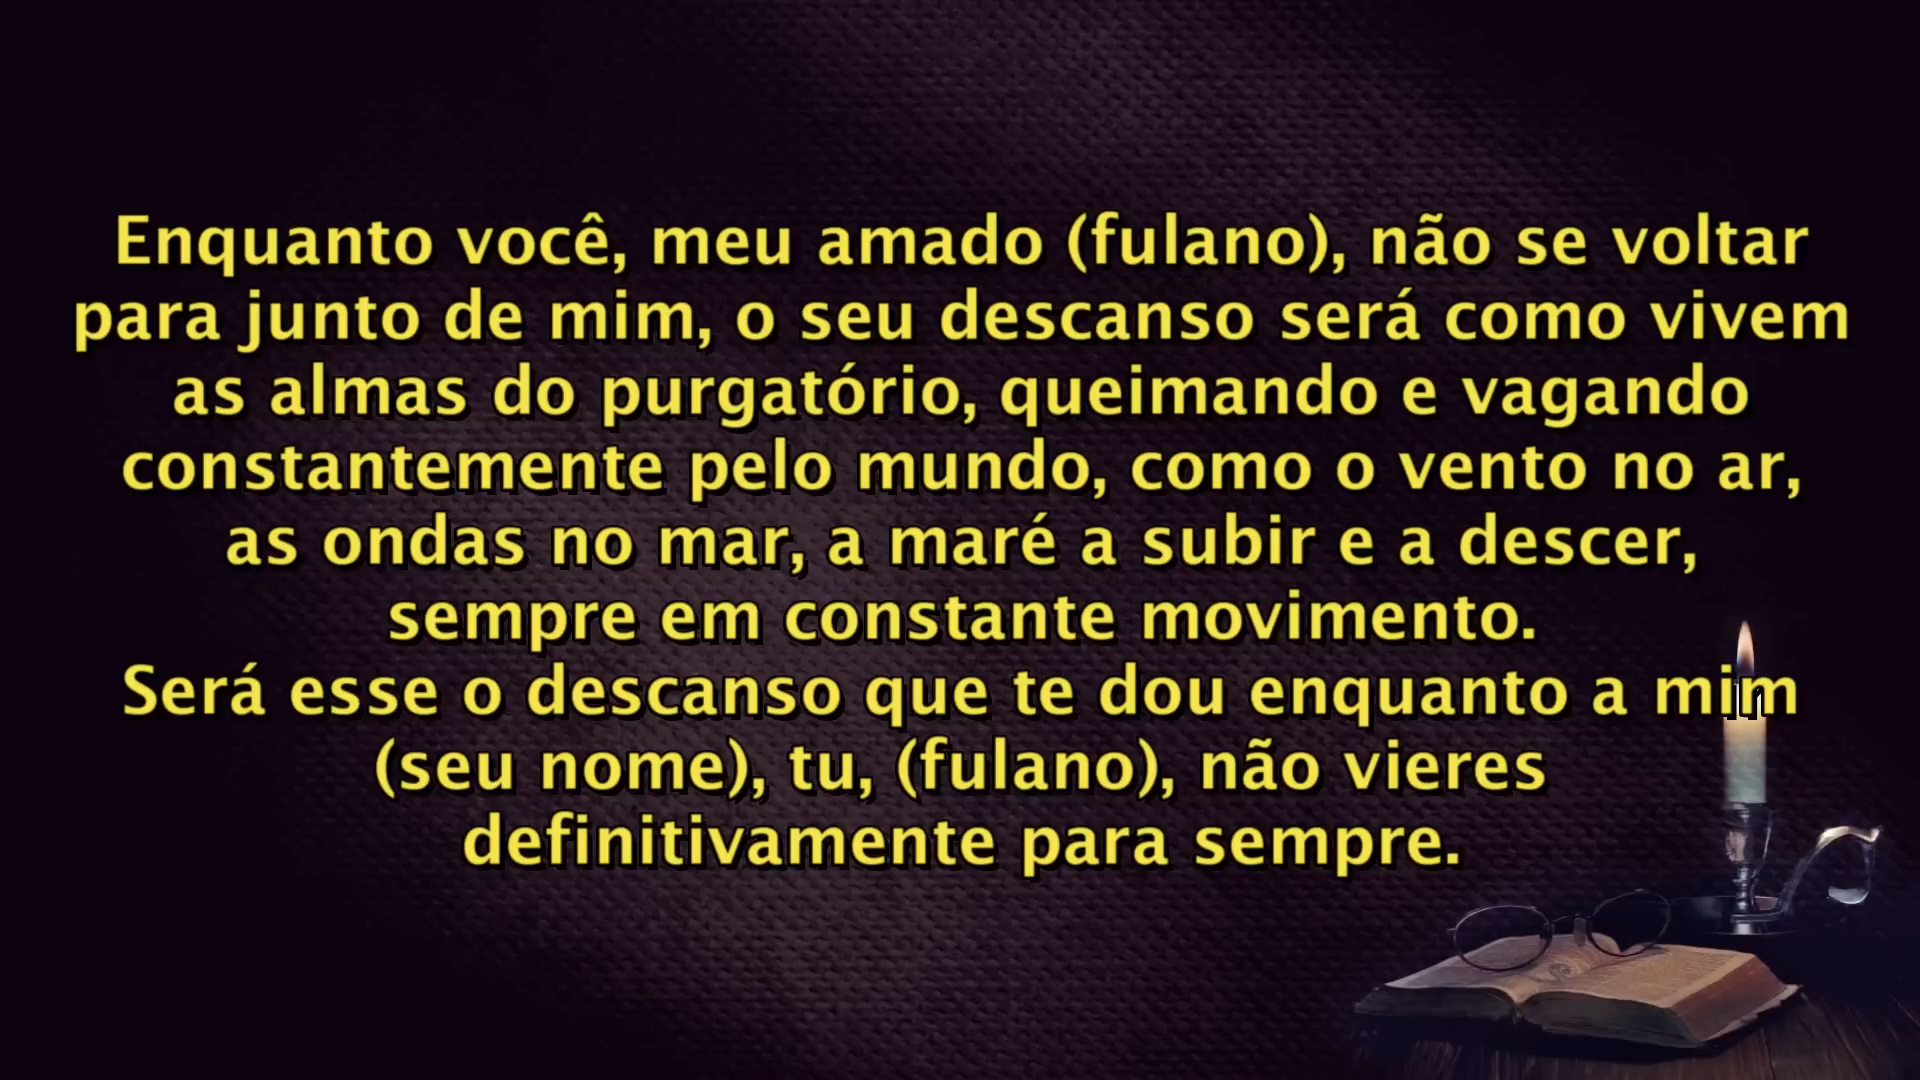 Enquanto você, meu amado (fulano), não se voltar
para junto de mim, o seu descanso será como vivem
as almas do purgatório, queimando e vagando
constantemente pelo mundo, como o vento no ar,
as ondas no mar, a maré a subir e a descer,
sempre em constante movimento.
Será esse o descanso que te dou enquanto a mim
(seu nome), tu, (fulano), não vieres
definitivamente para sempre.